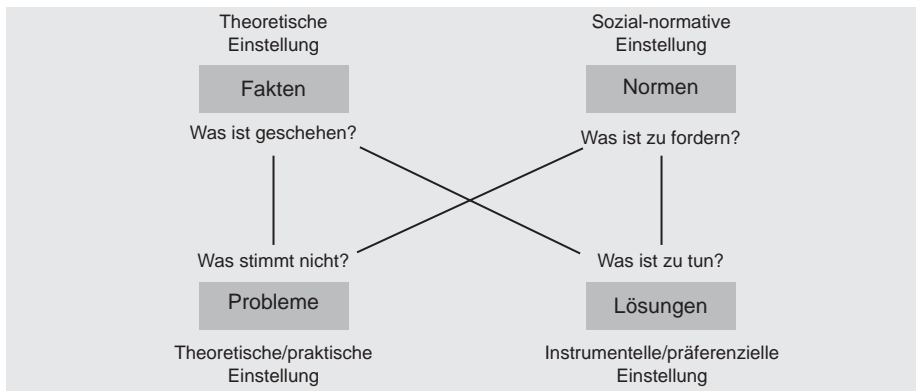 Theoretische
Einstellung
Sozial-normative
Einstellung
Fakten
Normen
Was ist geschehen?
Was ist zu fordern?
Was stimmt nicht?
Was ist zu tun?
Probleme
Lösungen
Theoretische/praktische
Einstellung
Instrumentelle/präferenzielle
Einstellung